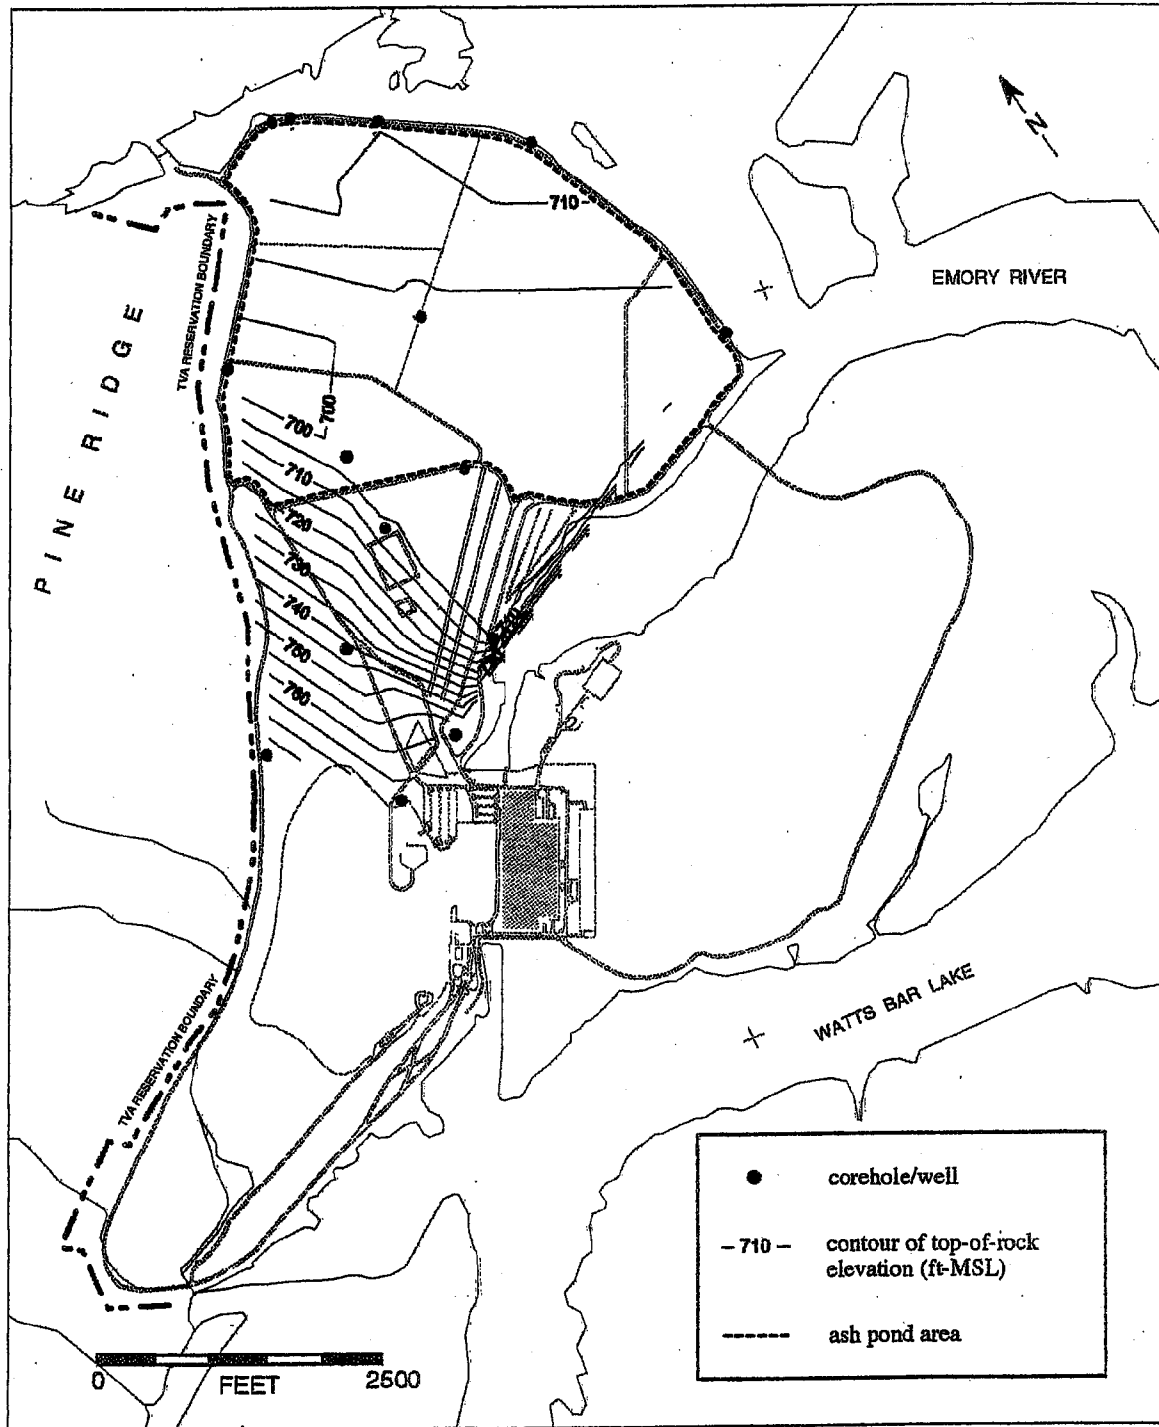 N
710
EMORY RIVER
TVA RESERVATION BOUNDARY
PINE RIDGE
700
700
710
720
730
740
710
760
760
TVA RESERVATION BOUNDARY
WATTS BAR LAKE
corehole/well
710 contour of top-of-rock
elevation (ft-MSL)
ash pond area
0 FEET 2500